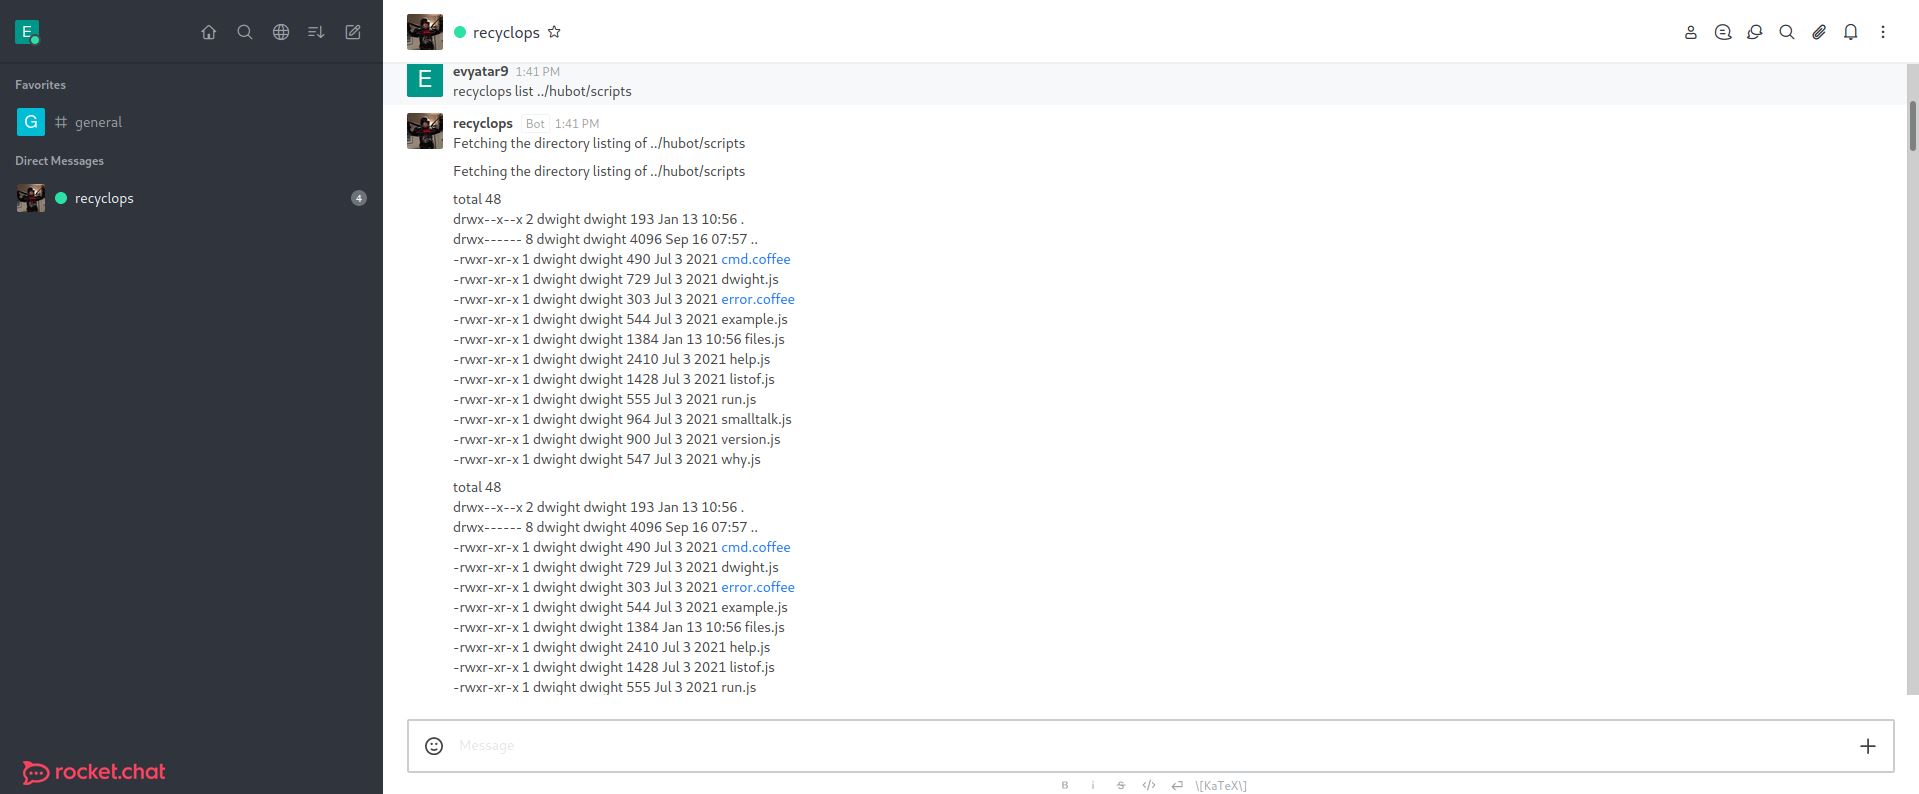 E
Favorites
G # general
Direct Messages
recyclops 4
rocket.chat
recyclops
E evyatar9 1:41 PM
recyclops list ../hubot/scripts
recyclops Bot 1:41 PM
Fetching the directory listing of ../hubot/scripts
Fetching the directory listing of ../hubot/scripts
total 48
drwx--x--x 2 dwight dwight 193 Jan 13 10:56 .
drwx------ 8 dwight dwight 4096 Sep 16 07:57 ..
-rwxr-xr-x 1 dwight dwight 490 Jul 3 2021 cmd.coffee
-rwxr-xr-x 1 dwight dwight 729 Jul 3 2021 dwight.js
-rwxr-xr-x 1 dwight dwight 303 Jul 3 2021 error.coffee
-rwxr-xr-x 1 dwight dwight 544 Jul 3 2021 example.js
-rwxr-xr-x 1 dwight dwight 1384 Jan 13 10:56 files.js
-rwxr-xr-x 1 dwight dwight 2410 Jul 3 2021 help.js
-rwxr-xr-x 1 dwight dwight 1428 Jul 3 2021 listof.js
-rwxr-xr-x 1 dwight dwight 555 Jul 3 2021 run.js
-rwxr-xr-x 1 dwight dwight 964 Jul 3 2021 smalltalk.js
-rwxr-xr-x 1 dwight dwight 900 Jul 3 2021 version.js
-rwxr-xr-x 1 dwight dwight 547 Jul 3 2021 why.js
total 48
drwx--x--x 2 dwight dwight 193 Jan 13 10:56 .
drwx------ 8 dwight dwight 4096 Sep 16 07:57 ..
-rwxr-xr-x 1 dwight dwight 490 Jul 3 2021 cmd.coffee
-rwxr-xr-x 1 dwight dwight 729 Jul 3 2021 dwight.js
-rwxr-xr-x 1 dwight dwight 303 Jul 3 2021 error.coffee
-rwxr-xr-x 1 dwight dwight 544 Jul 3 2021 example.js
-rwxr-xr-x 1 dwight dwight 1384 Jan 13 10:56 files.js
-rwxr-xr-x 1 dwight dwight 2410 Jul 3 2021 help.js
-rwxr-xr-x 1 dwight dwight 1428 Jul 3 2021 listof.js
-rwxr-xr-x 1 dwight dwight 555 Jul 3 2021 run.js
Message
B i S </> \[KaTeX\]